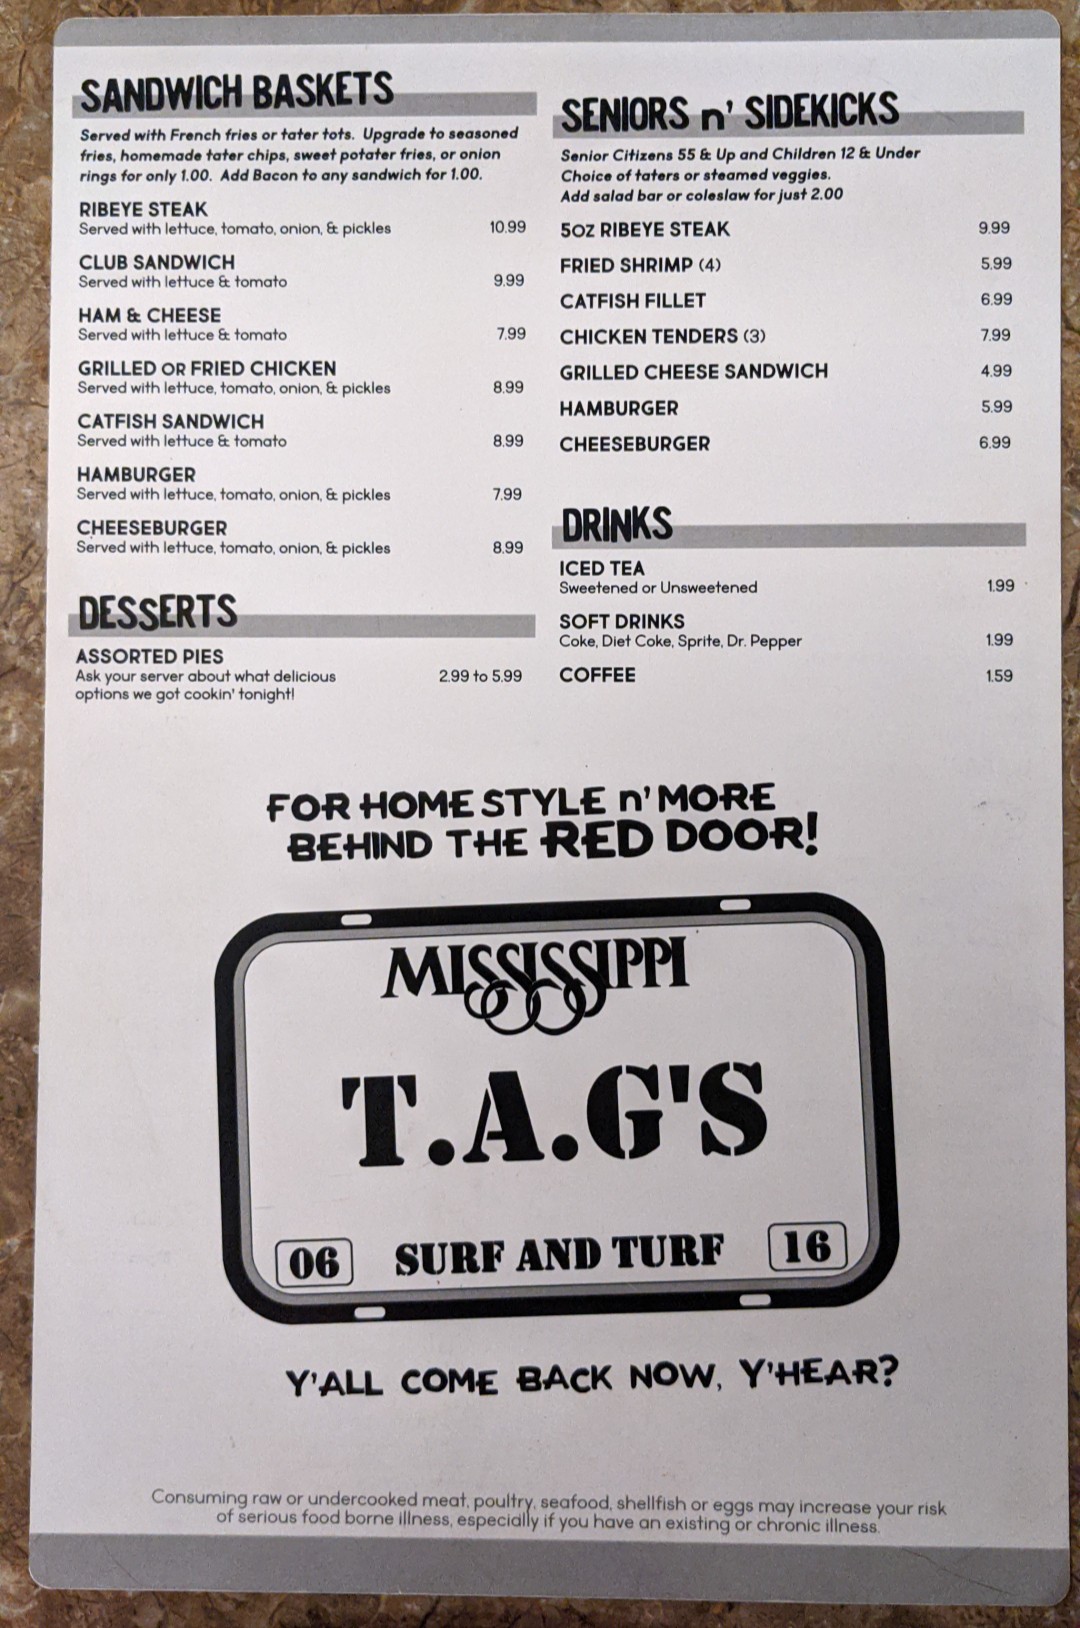 SANDWICH BASKETS
Served with French fries or tater tots. Upgrade to seasoned
fries, homemade tater chips, sweet potater fries, or onion
rings for only 1.00. Add Bacon to any sandwich for 1.00.
RIBEYE STEAK
Served with lettuce, tomato, onion, & pickles 10.99
CLUB SANDWICH
Served with lettuce & tomato 9.99
HAM & CHEESE
Served with lettuce & tomato 7.99
GRILLED OR FRIED CHICKEN
Served with lettuce, tomato, onion, & pickles 8.99
CATFISH SANDWICH
Served with lettuce & tomato 8.99
HAMBURGER
Served with lettuce, tomato, onion, & pickles 7.99
CHEESEBURGER
Served with lettuce, tomato, onion, & pickles 8.99
DESSERTS
ASSORTED PIES
Ask your server about what delicious 2.99 to 5.99
options we got cookin' tonight!
SENIORS n' SIDEKICKS
Senior Citizens 55 & Up and Children 12 & Under
Choice of taters or steamed veggies.
Add salad bar or coleslaw for just 2.00
5OZ RIBEYE STEAK 9.99
FRIED SHRIMP (4) 5.99
CATFISH FILLET 6.99
CHICKEN TENDERS (3) 7.99
GRILLED CHEESE SANDWICH 4.99
HAMBURGER 5.99
CHEESEBURGER 6.99
DRINKS
ICED TEA
Sweetened or Unsweetened 1.99
SOFT DRINKS
Coke, Diet Coke, Sprite, Dr. Pepper 1.99
COFFEE 1.59
FOR HOME STYLE n' MORE
BEHIND THE RED DOOR!
MISSISSIPPI
T.A.G'S
06 SURF AND TURF 16
Y'ALL COME BACK NOW, Y'HEAR?
Consuming raw or undercooked meat, poultry, seafood, shellfish or eggs may increase your risk
of serious food borne illness, especially if you have an existing or chronic illness.